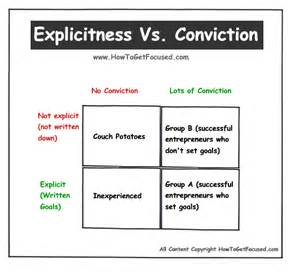 Explicitness Vs. Conviction
www.HowToGetFocused.com
No Conviction
Lots of Conviction
Not explicit
(not written
down)
Couch Potatoes
Group B (successful
entrepreneurs who
don't set goals)
Explicit
(Written
Goals)
Inexperienced
Group A (successful
entrepreneurs who
set goals)
All Content Copyright HowToGetFocused.com